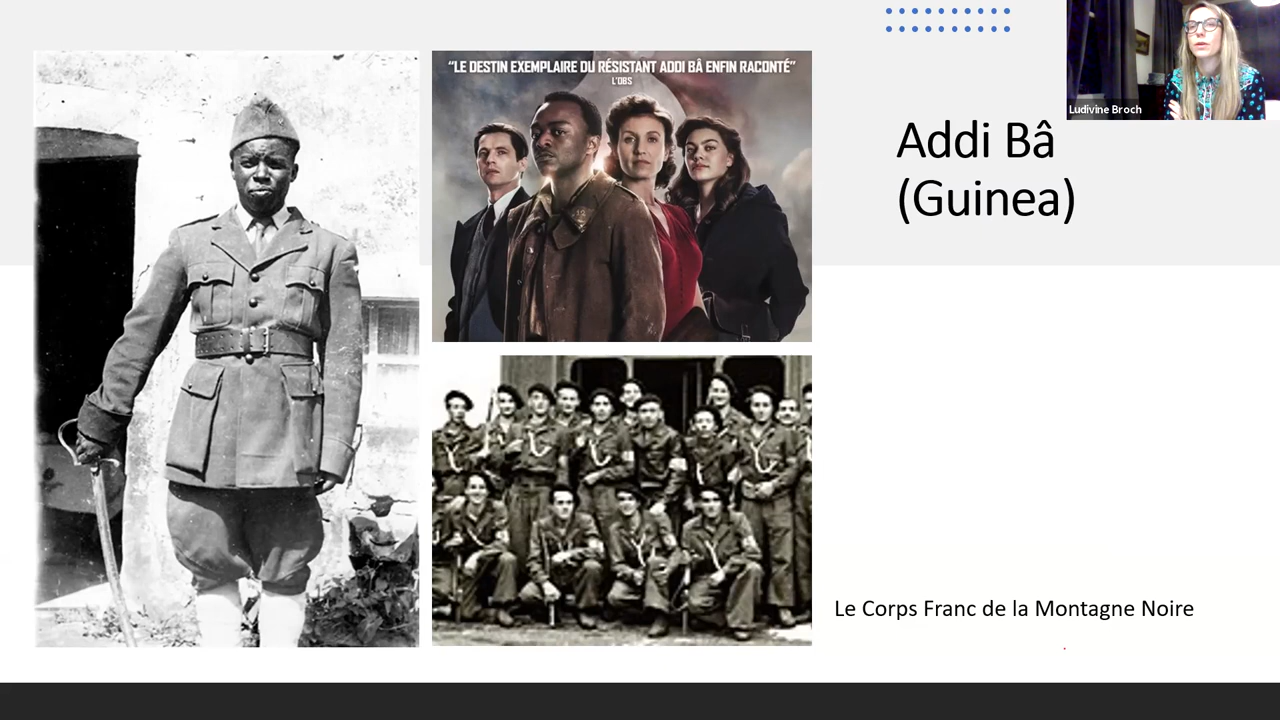 “LE DESTIN EXEMPLAIRE DU RÉSISTANT ADDI BÂ ENFIN RACONTÉ”
L'OBS
Ludivine Broch
Addi Bâ
(Guinea)
Le Corps Franc de la Montagne Noire